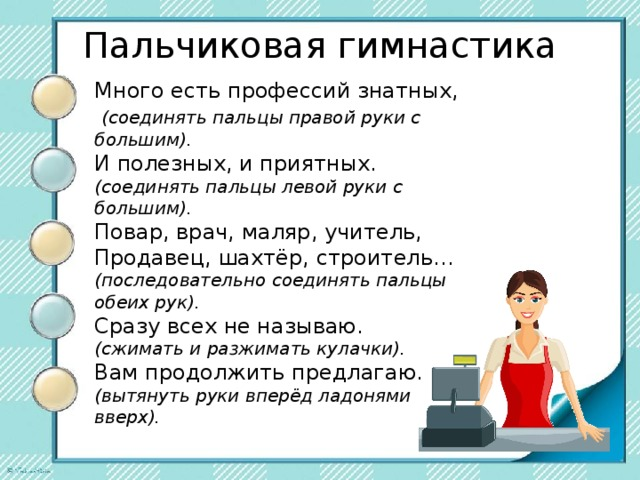 Пальчиковая гимнастика
Много есть профессий знатных,
(соединять пальцы правой руки с
большим).
И полезных, и приятных.
(соединять пальцы левой руки с
большим).
Повар, врач, маляр, учитель,
Продавец, шахтёр, строитель…
(последовательно соединять пальцы
обеих рук).
Сразу всех не называю.
(сжимать и разжимать кулачки).
Вам продолжить предлагаю.
(вытянуть руки вперёд ладонями
вверх).